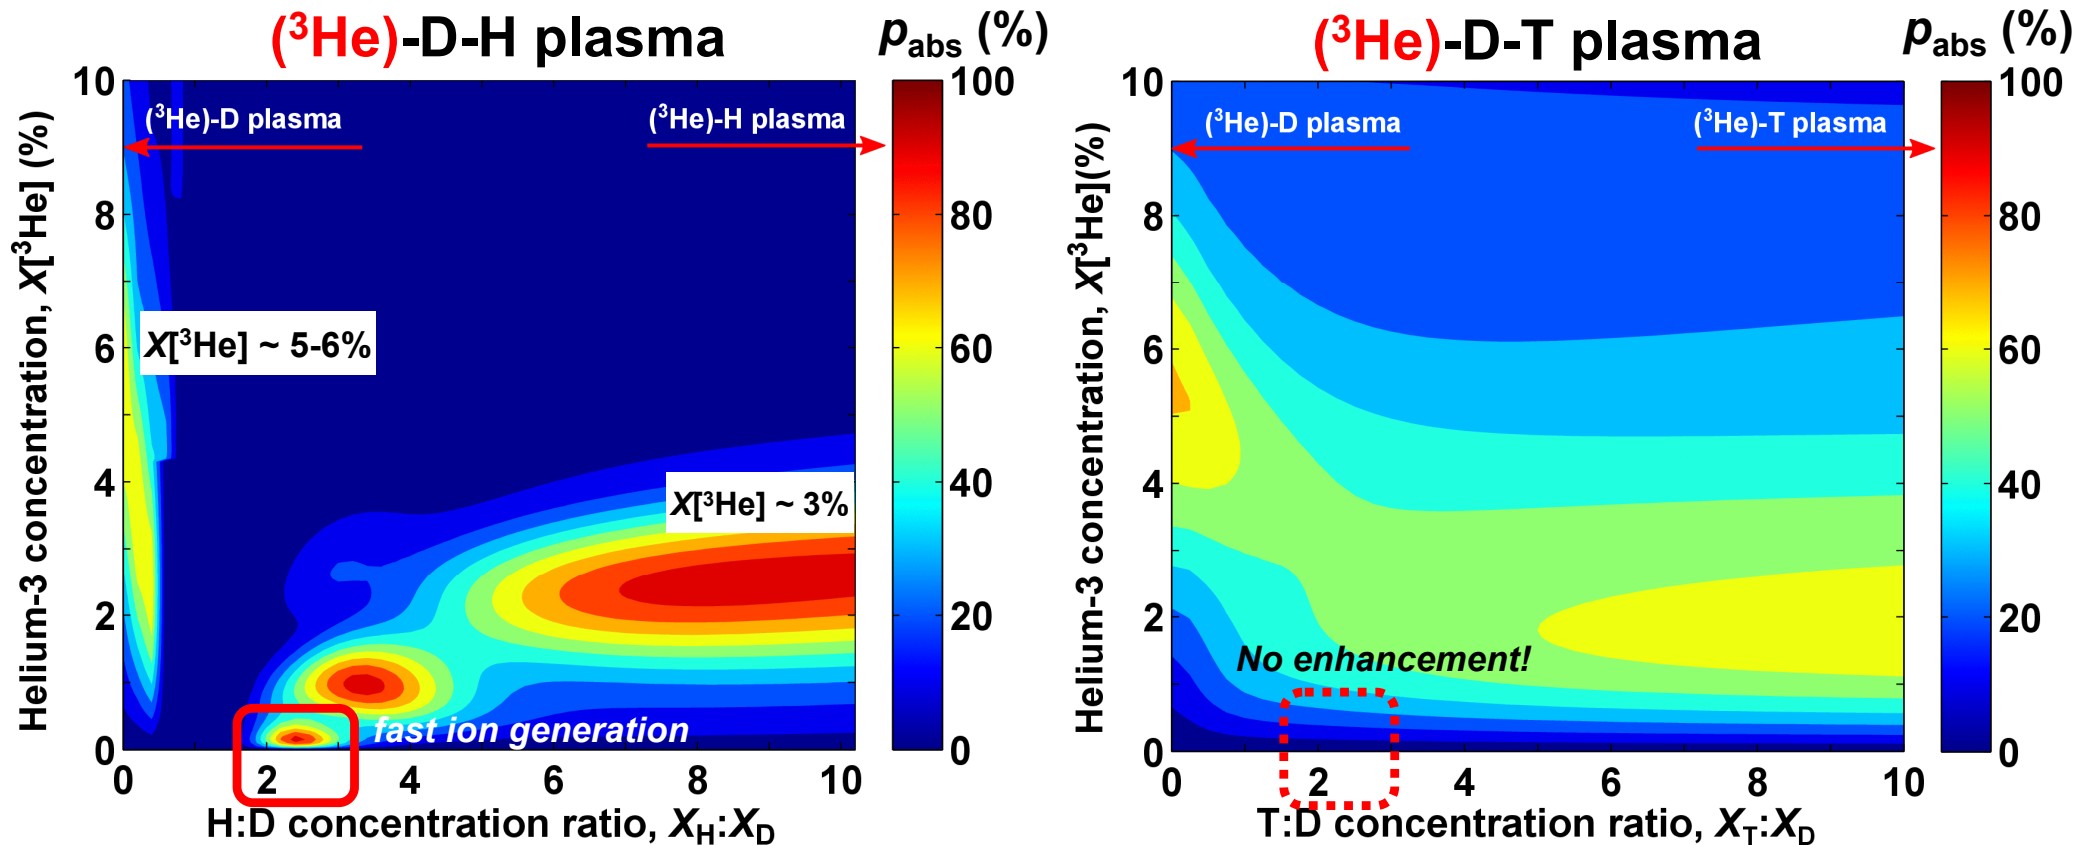 (³He)-D-H plasma
p_abs (%)
10
8
6
4
2
0
Helium-3 concentration, X[³He] (%)
(³He)-D plasma
(³He)-H plasma
X[³He] ~ 5-6%
X[³He] ~ 3%
fast ion generation
0 2 4 6 8 10
H:D concentration ratio, X_H:X_D
100
80
60
40
20
0
(³He)-D-T plasma
p_abs (%)
10
8
6
4
2
0
Helium-3 concentration, X[³He](%)
(³He)-D plasma
(³He)-T plasma
No enhancement!
0 2 4 6 8 10
T:D concentration ratio, X_T:X_D
100
80
60
40
20
0